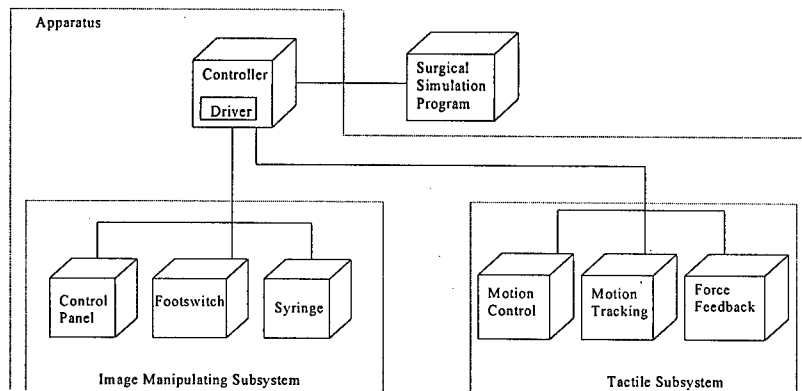 Apparatus
Controller
Driver
Surgical
Simulation
Program
Control
Panel
Footswitch
Syringe
Image Manipulating Subsystem
Motion
Control
Motion
Tracking
Force
Feedback
Tactile Subsystem